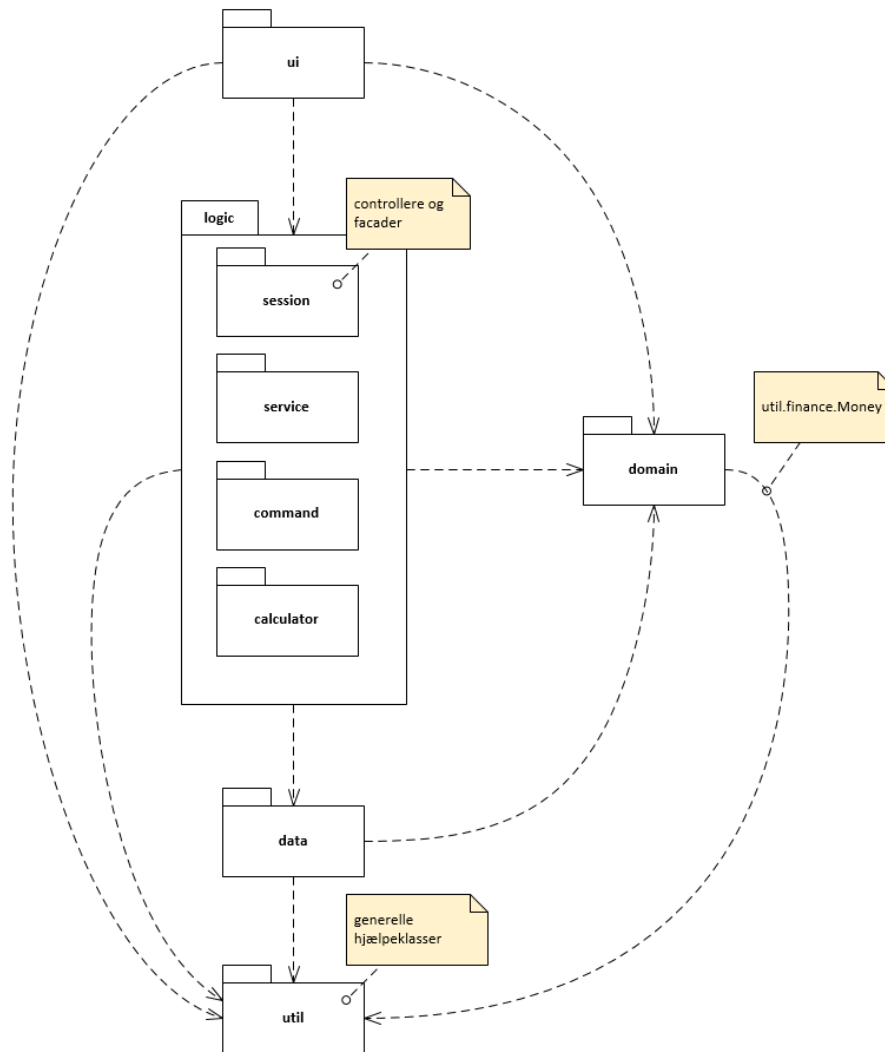 ui
controllere og
facader
logic
session
service
util.finance.Money
domain
command
calculator
data
generelle
hjælpeklasser
util